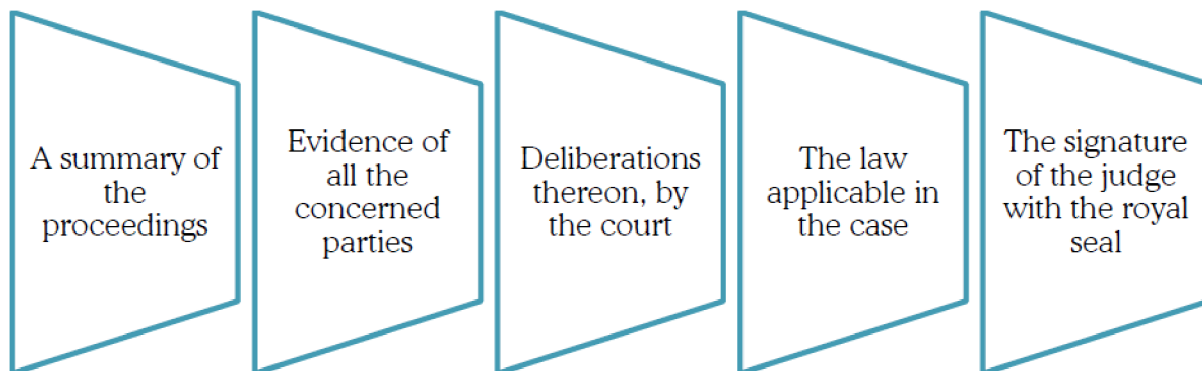 A summary of
the
proceedings
Evidence of
all the
concerned
parties
Deliberations
thereon, by
the court
The law
applicable in
the case
The signature
of the judge
with the royal
seal